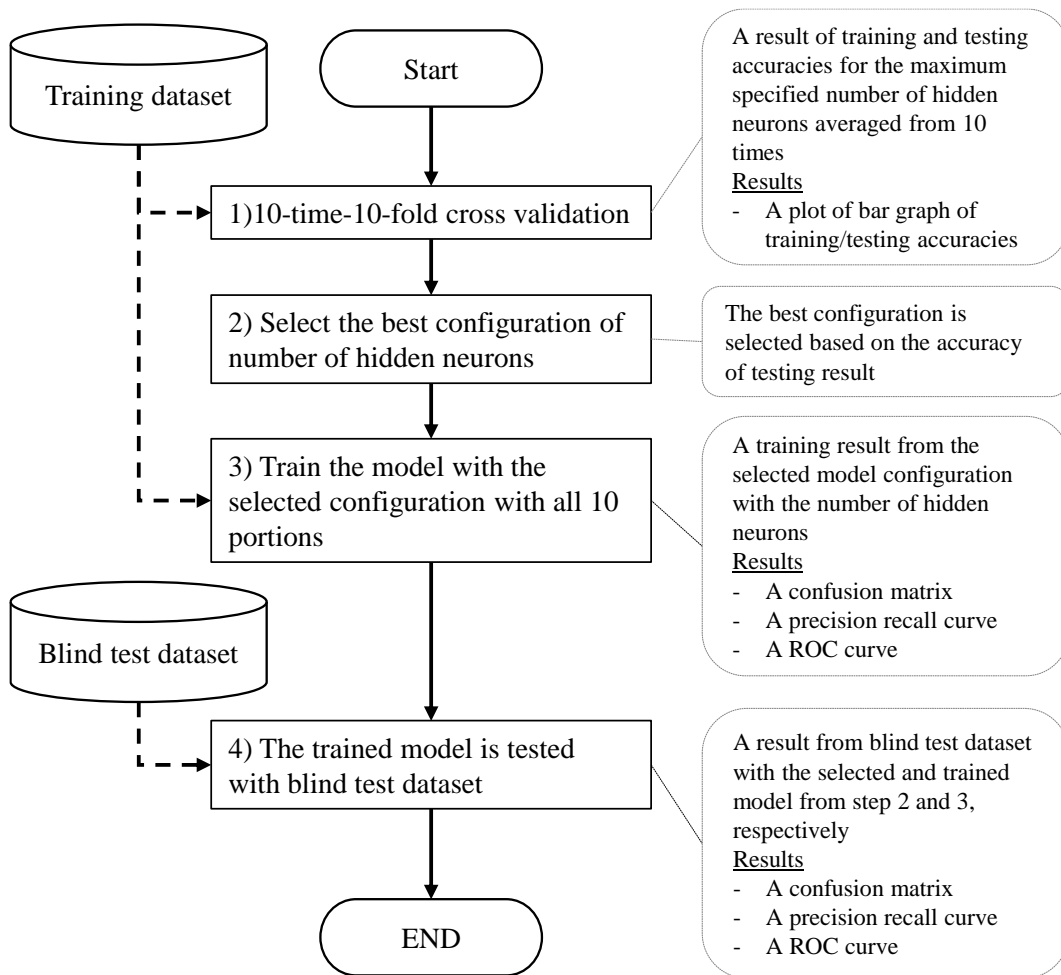 Training dataset
Start
A result of training and testing
accuracies for the maximum
specified number of hidden
neurons averaged from 10
times
Results
- A plot of bar graph of
training/testing accuracies
1)10-time-10-fold cross validation
2) Select the best configuration of
number of hidden neurons
The best configuration is
selected based on the accuracy
of testing result
3) Train the model with the
selected configuration with all 10
portions
A training result from the
selected model configuration
with the number of hidden
neurons
Results
- A confusion matrix
- A precision recall curve
- A ROC curve
Blind test dataset
4) The trained model is tested
with blind test dataset
A result from blind test dataset
with the selected and trained
model from step 2 and 3,
respectively
Results
- A confusion matrix
- A precision recall curve
- A ROC curve
END